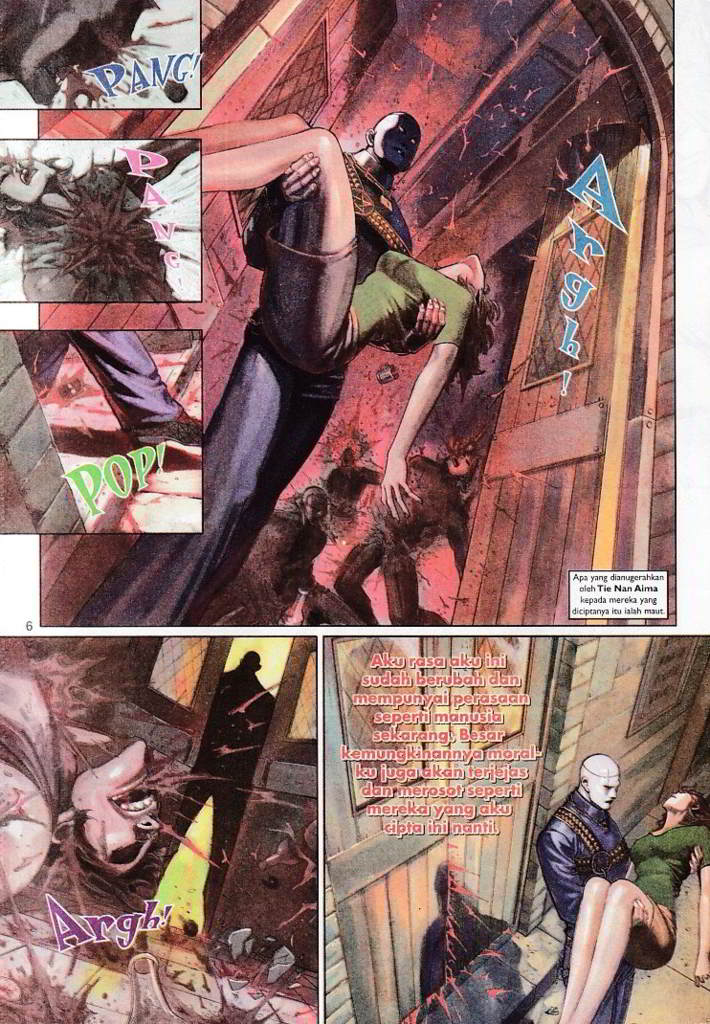 PANG!
PANG!
POP!
Argh!
Apa yang dianugerahkan
oleh Tie Nan Aima
kepada mereka yang
diciptanya itu ialah maut.
6
Argh!
Aku rasa aku ini
sudah berubah dan
mempunyai perasaan
seperti manusia
sekarang. Besar
kemungkinannya moral-
ku juga akan terjejas
dan merosot seperti
mereka yang aku
cipta ini nanti.